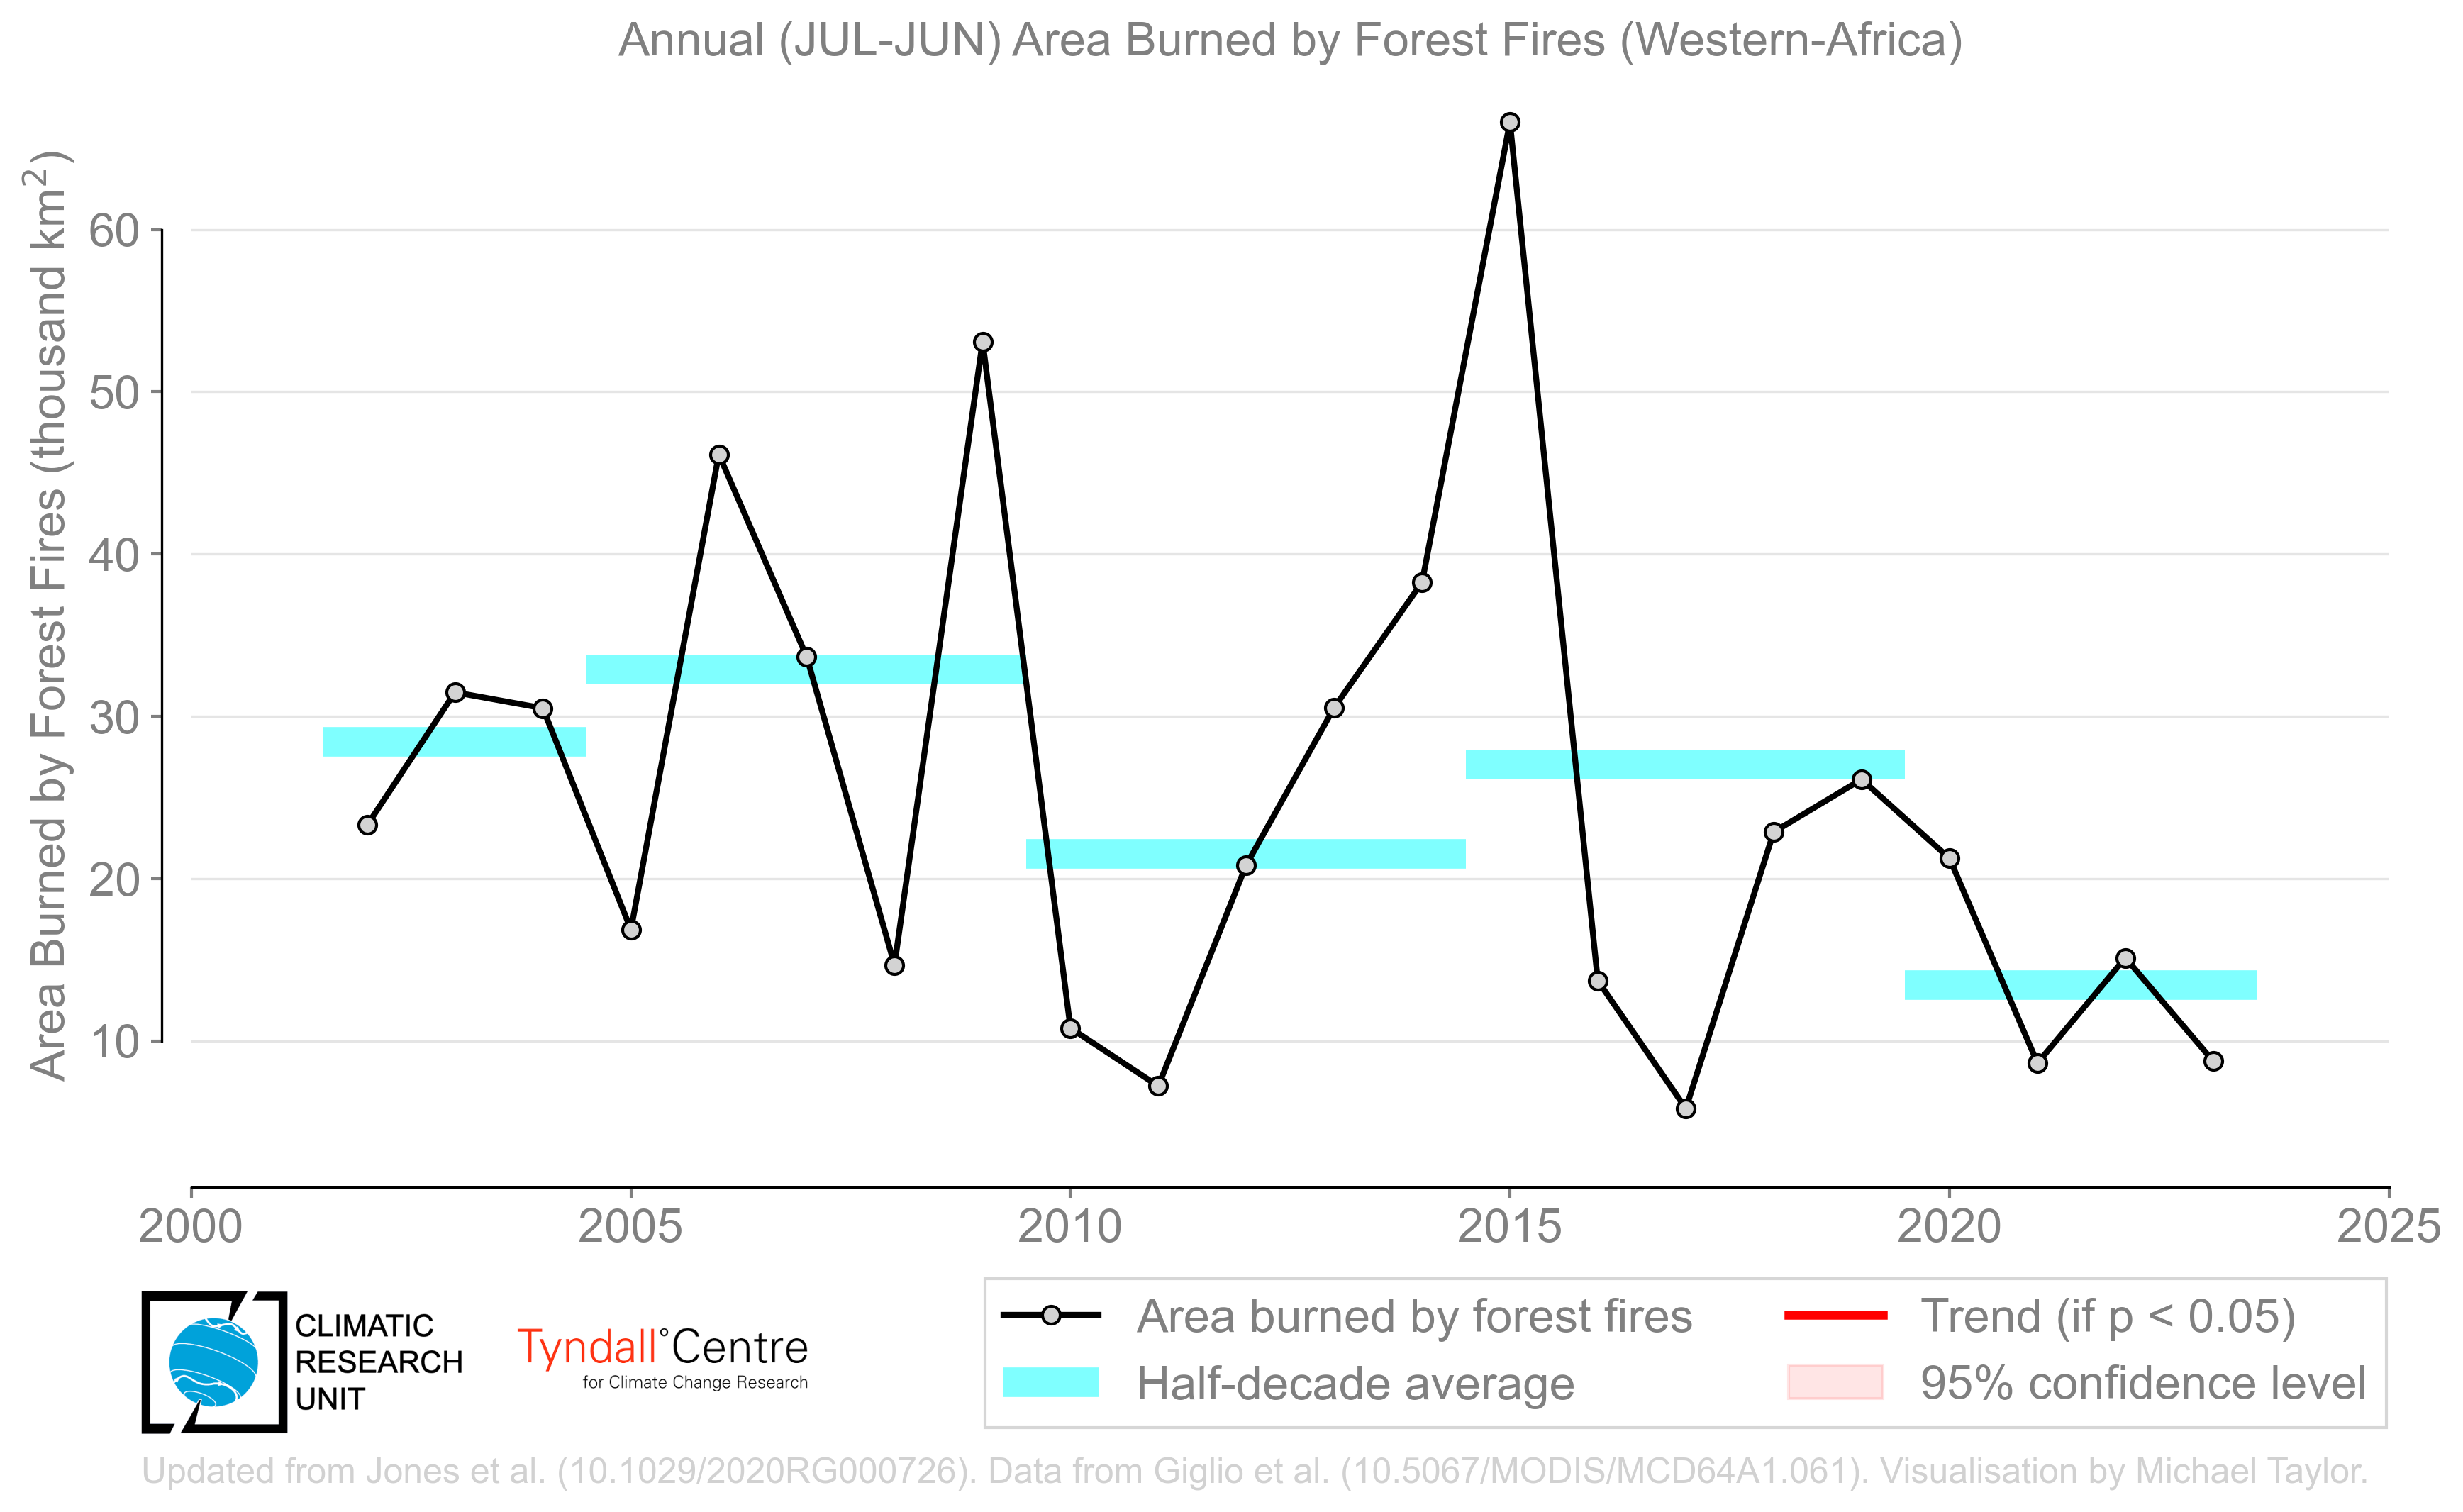 Annual (JUL-JUN) Area Burned by Forest Fires (Western-Africa)
Area Burned by Forest Fires (thousand km²)
60
50
40
30
20
10
2000 2005 2010 2015 2020 2025
CLIMATIC
RESEARCH
UNIT
Tyndall°Centre
for Climate Change Research
Area burned by forest fires
Half-decade average
Trend (if p < 0.05)
95% confidence level
Updated from Jones et al. (10.1029/2020RG000726). Data from Giglio et al. (10.5067/MODIS/MCD64A1.061). Visualisation by Michael Taylor.